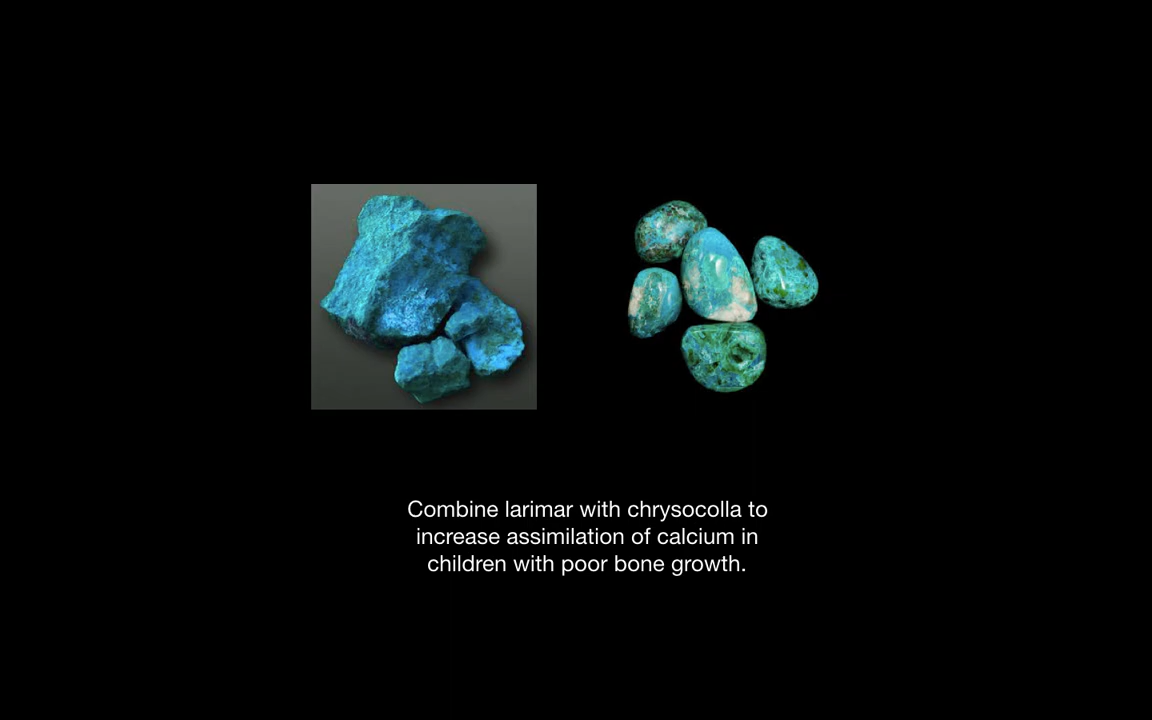 Combine larimar with chrysocolla to
increase assimilation of calcium in
children with poor bone growth.